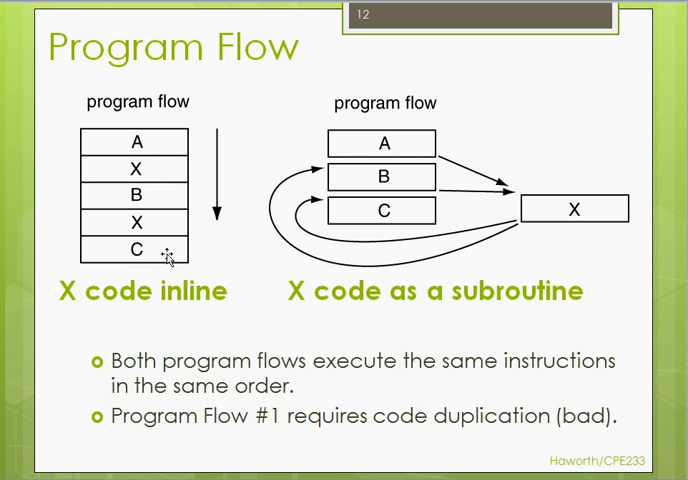 12
Program Flow
program flow
A
X
B
X
C
X code inline
program flow
A
B
C
X
X code as a subroutine
Both program flows execute the same instructions
in the same order.
Program Flow #1 requires code duplication (bad).
Haworth/CPE233